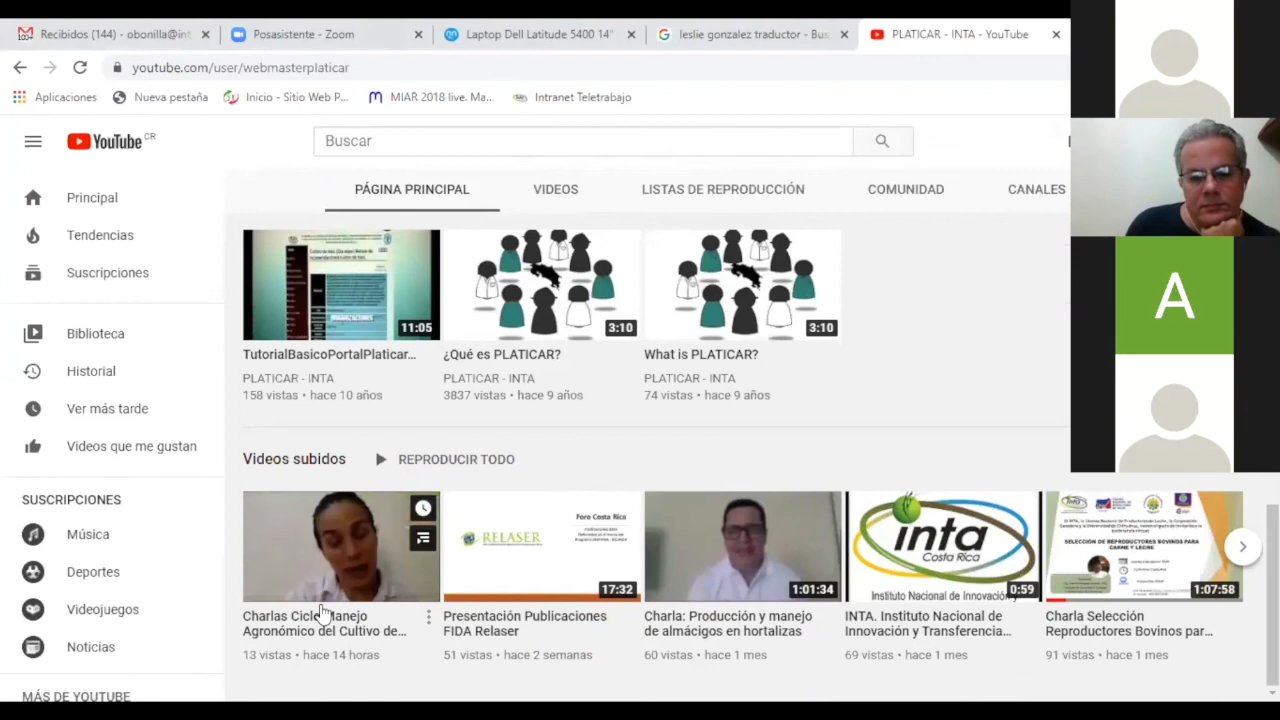 Recibidos (144) - obonilla@int
Posasistente - Zoom
Laptop Dell Latitude 5400 14"
leslie gonzalez traductor - Bus
PLATICAR - INTA - YouTube
youtube.com/user/webmasterplaticar
Aplicaciones
Nueva pestaña
Inicio - Sitio Web P...
MIAR 2018 live. Ma...
Intranet Teletrabajo
YouTube CR
Buscar
PÁGINA PRINCIPAL
VIDEOS
LISTAS DE REPRODUCCIÓN
COMUNIDAD
CANALES
Principal
Tendencias
Suscripciones
Biblioteca
Historial
Ver más tarde
Videos que me gustan
SUSCRIPCIONES
Música
Deportes
Videojuegos
Noticias
MÁS DE YOUTUBE
11:05
TutorialBasicoPortalPlaticar...
PLATICAR - INTA
158 vistas • hace 10 años
3:10
¿Qué es PLATICAR?
PLATICAR - INTA
3837 vistas • hace 9 años
3:10
What is PLATICAR?
PLATICAR - INTA
74 vistas • hace 9 años
Videos subidos
REPRODUCIR TODO
Charlas Ciclo Manejo
Agronómico del Cultivo de...
13 vistas • hace 14 horas
Foro Costa Rica
RELASER
17:32
Presentación Publicaciones
FIDA Relaser
51 vistas • hace 2 semanas
1:01:34
Charla: Producción y manejo
de almácigos en hortalizas
60 vistas • hace 1 mes
inta
Costa Rica
0:59
Instituto Nacional de Innovación y
INTA. Instituto Nacional de
Innovación y Transferencia...
69 vistas • hace 1 mes
SELECCIÓN DE REPRODUCTORES BOVINOS PARA
CARNE Y LECHE
1:07:58
Charla Selección
Reproductores Bovinos par...
91 vistas • hace 1 mes
A